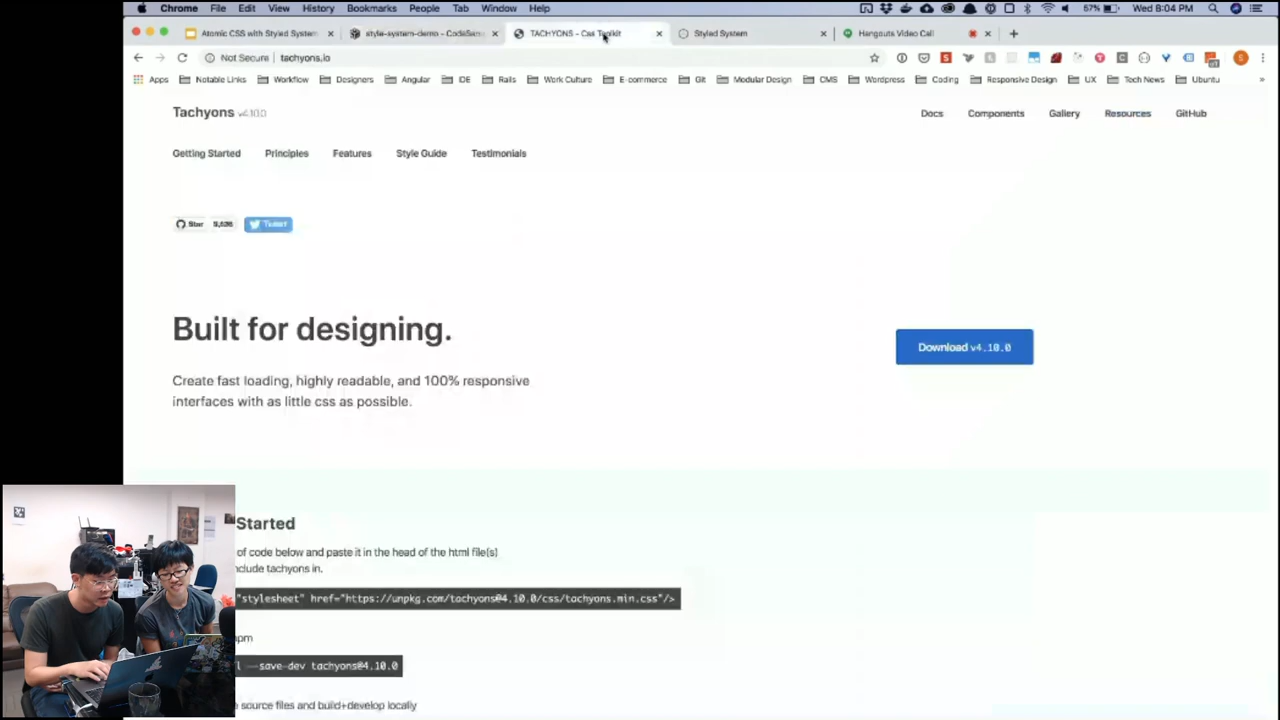 Chrome File Edit View History Bookmarks People Tab Window Help 57% Wed 8:04 PM
Atomic CSS with Styled System style-system-demo - CodeSan TACHYONS - Css Toolkit Styled System Hangouts Video Call
Not Secure tachyons.io
Apps Notable Links Workflow Designers Angular IDE Rails Work Culture E-commerce Git Modular Design CMS Wordpress Coding Responsive Design UX Tech News Ubuntu »
Tachyons v4.10.0 Docs Components Gallery Resources GitHub
Getting Started Principles Features Style Guide Testimonials
Star Tweet
Built for designing.
Download v4.10.0
Create fast loading, highly readable, and 100% responsive
interfaces with as little css as possible.
Started
of code below and paste it in the head of the html file(s)
nclude tachyons in.
"stylesheet" href="https://unpkg.com/tachyons@4.10.0/css/tachyons.min.css"/>
npm
l --save-dev tachyons@4.10.0
e source files and build+develop locally